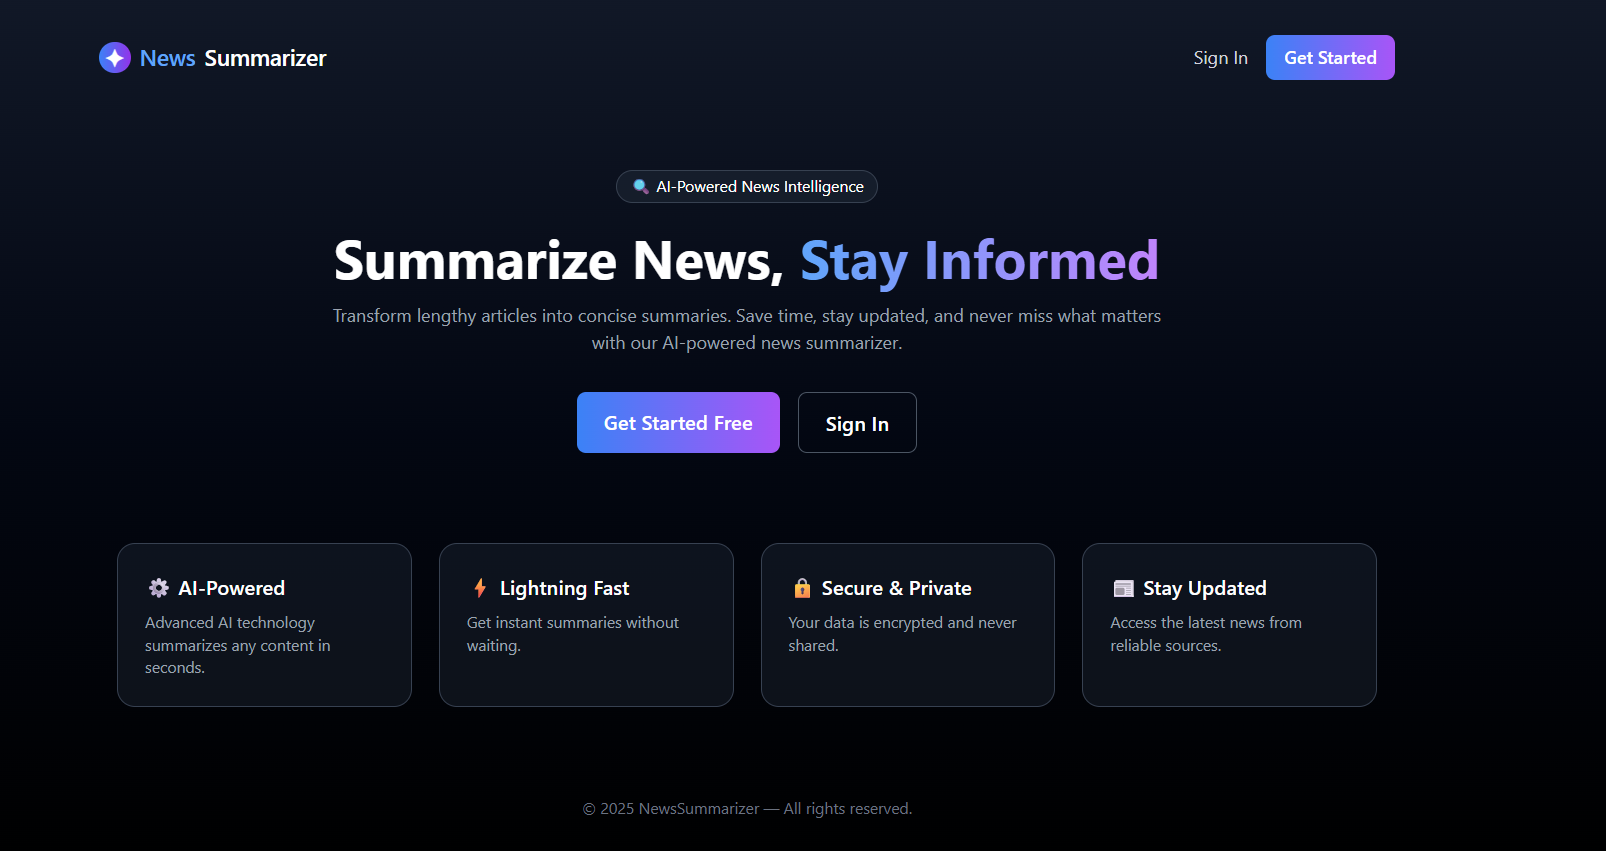 News Summarizer
Sign In
Get Started
AI-Powered News Intelligence
Summarize News, Stay Informed
Transform lengthy articles into concise summaries. Save time, stay updated, and never miss what matters
with our AI-powered news summarizer.
Get Started Free
Sign In
AI-Powered
Advanced AI technology
summarizes any content in
seconds.
Lightning Fast
Get instant summaries without
waiting.
Secure & Private
Your data is encrypted and never
shared.
Stay Updated
Access the latest news from
reliable sources.
© 2025 NewsSummarizer — All rights reserved.